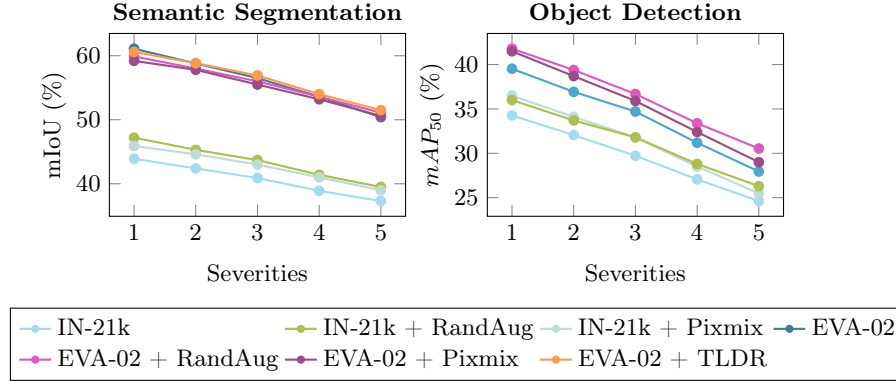 Semantic Segmentation
60
50
40
mIoU (%)
1 2 3 4 5
Severities
Object Detection
40
35
30
25
mAP50 (%)
1 2 3 4 5
Severities
IN-21k IN-21k + RandAug IN-21k + Pixmix EVA-02
EVA-02 + RandAug EVA-02 + Pixmix EVA-02 + TLDR